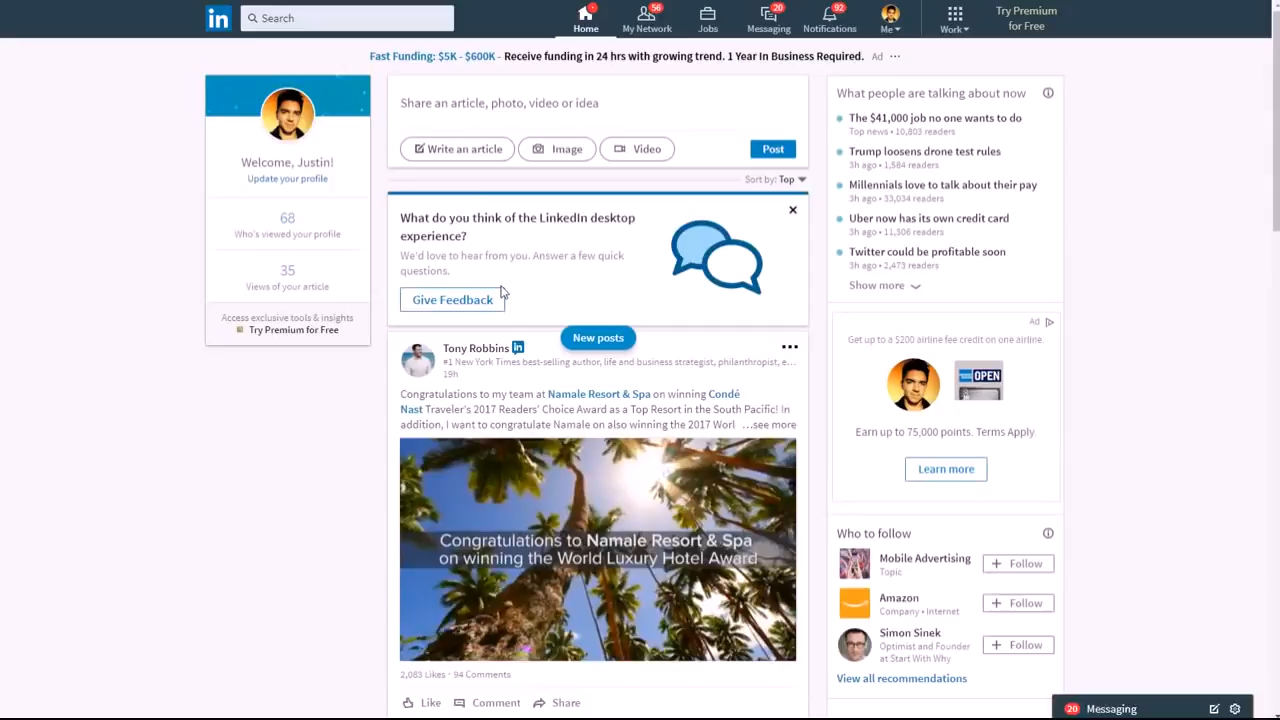 in
Search
56
20
92
Home
My Network
Jobs
Messaging
Notifications
Me
Work
Try Premium
for Free
Fast Funding: $5K - $600K - Receive funding in 24 hrs with growing trend. 1 Year In Business Required. Ad ...
Welcome, Justin!
Update your profile
68
Who's viewed your profile
35
Views of your article
Access exclusive tools & insights
Try Premium for Free
Share an article, photo, video or idea
Write an article
Image
Video
Post
Sort by: Top
What do you think of the LinkedIn desktop
experience?
We'd love to hear from you. Answer a few quick
questions.
Give Feedback
New posts
Tony Robbins in
#1 New York Times best-selling author, life and business strategist, philanthropist, e...
19h
Congratulations to my team at Namale Resort & Spa on winning Condé
Nast Traveler's 2017 Readers' Choice Award as a Top Resort in the South Pacific! In
addition, I want to congratulate Namale on also winning the 2017 Worl ...see more
Congratulations to Namale Resort & Spa
on winning the World Luxury Hotel Award
2,083 Likes • 94 Comments
Like
Comment
Share
What people are talking about now
The $41,000 job no one wants to do
Top news • 10,803 readers
Trump loosens drone test rules
3h ago • 1,584 readers
Millennials love to talk about their pay
3h ago • 33,034 readers
Uber now has its own credit card
3h ago • 11,306 readers
Twitter could be profitable soon
3h ago • 2,473 readers
Show more
Ad
Get up to a $200 airline fee credit on one airline.
OPEN
Earn up to 75,000 points. Terms Apply.
Learn more
Who to follow
Mobile Advertising
Topic
+ Follow
Amazon
Company • Internet
+ Follow
Simon Sinek
Optimist and Founder
at Start With Why
+ Follow
View all recommendations
20 Messaging